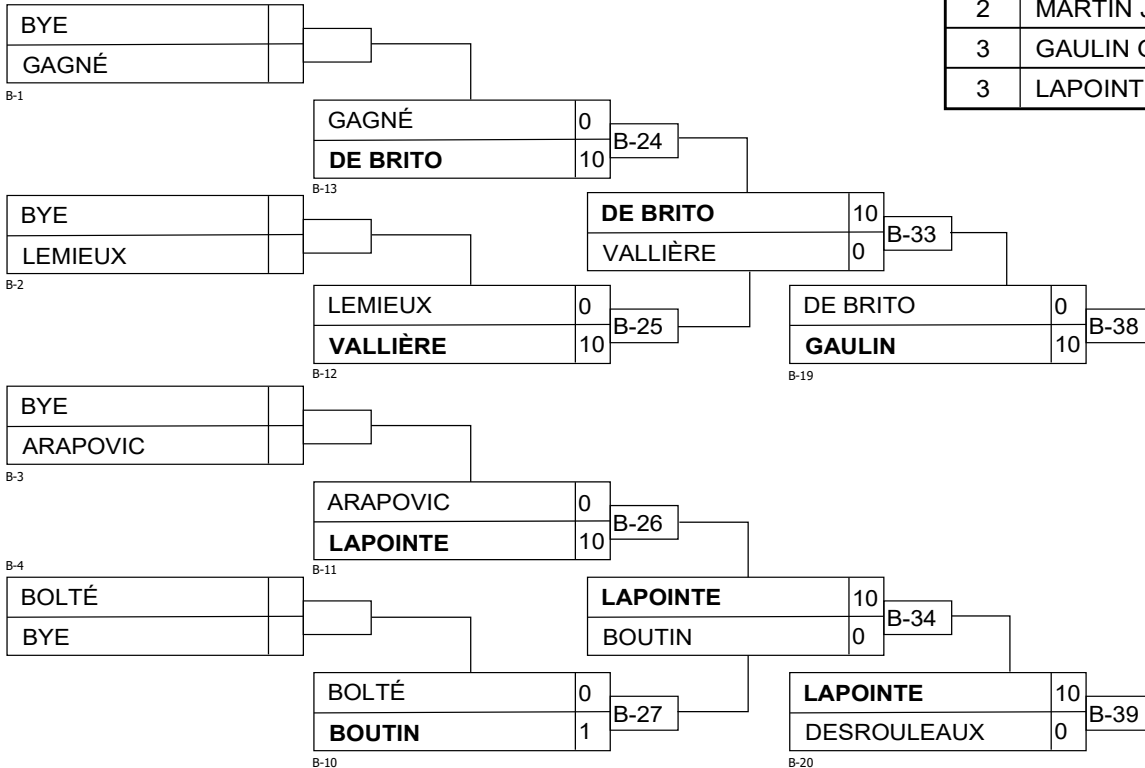 BYE
GAGNÉ
B-1
2 MARTIN
3 GAULIN
3 LAPOINT
GAGNÉ 0
DE BRITO 10
B-24
B-13
BYE
LEMIEUX
B-2
DE BRITO 10
VALLIÈRE 0
B-33
LEMIEUX 0
VALLIÈRE 10
B-25
B-12
DE BRITO 0
GAULIN 10
B-38
B-19
BYE
ARAPOVIC
B-3
ARAPOVIC 0
LAPOINTE 10
B-26
B-11
B-4
BOLTÉ
BYE
LAPOINTE 10
BOUTIN 0
B-34
BOLTÉ 0
BOUTIN 1
B-27
B-10
LAPOINTE 10
DESROULEAUX 0
B-39
B-20